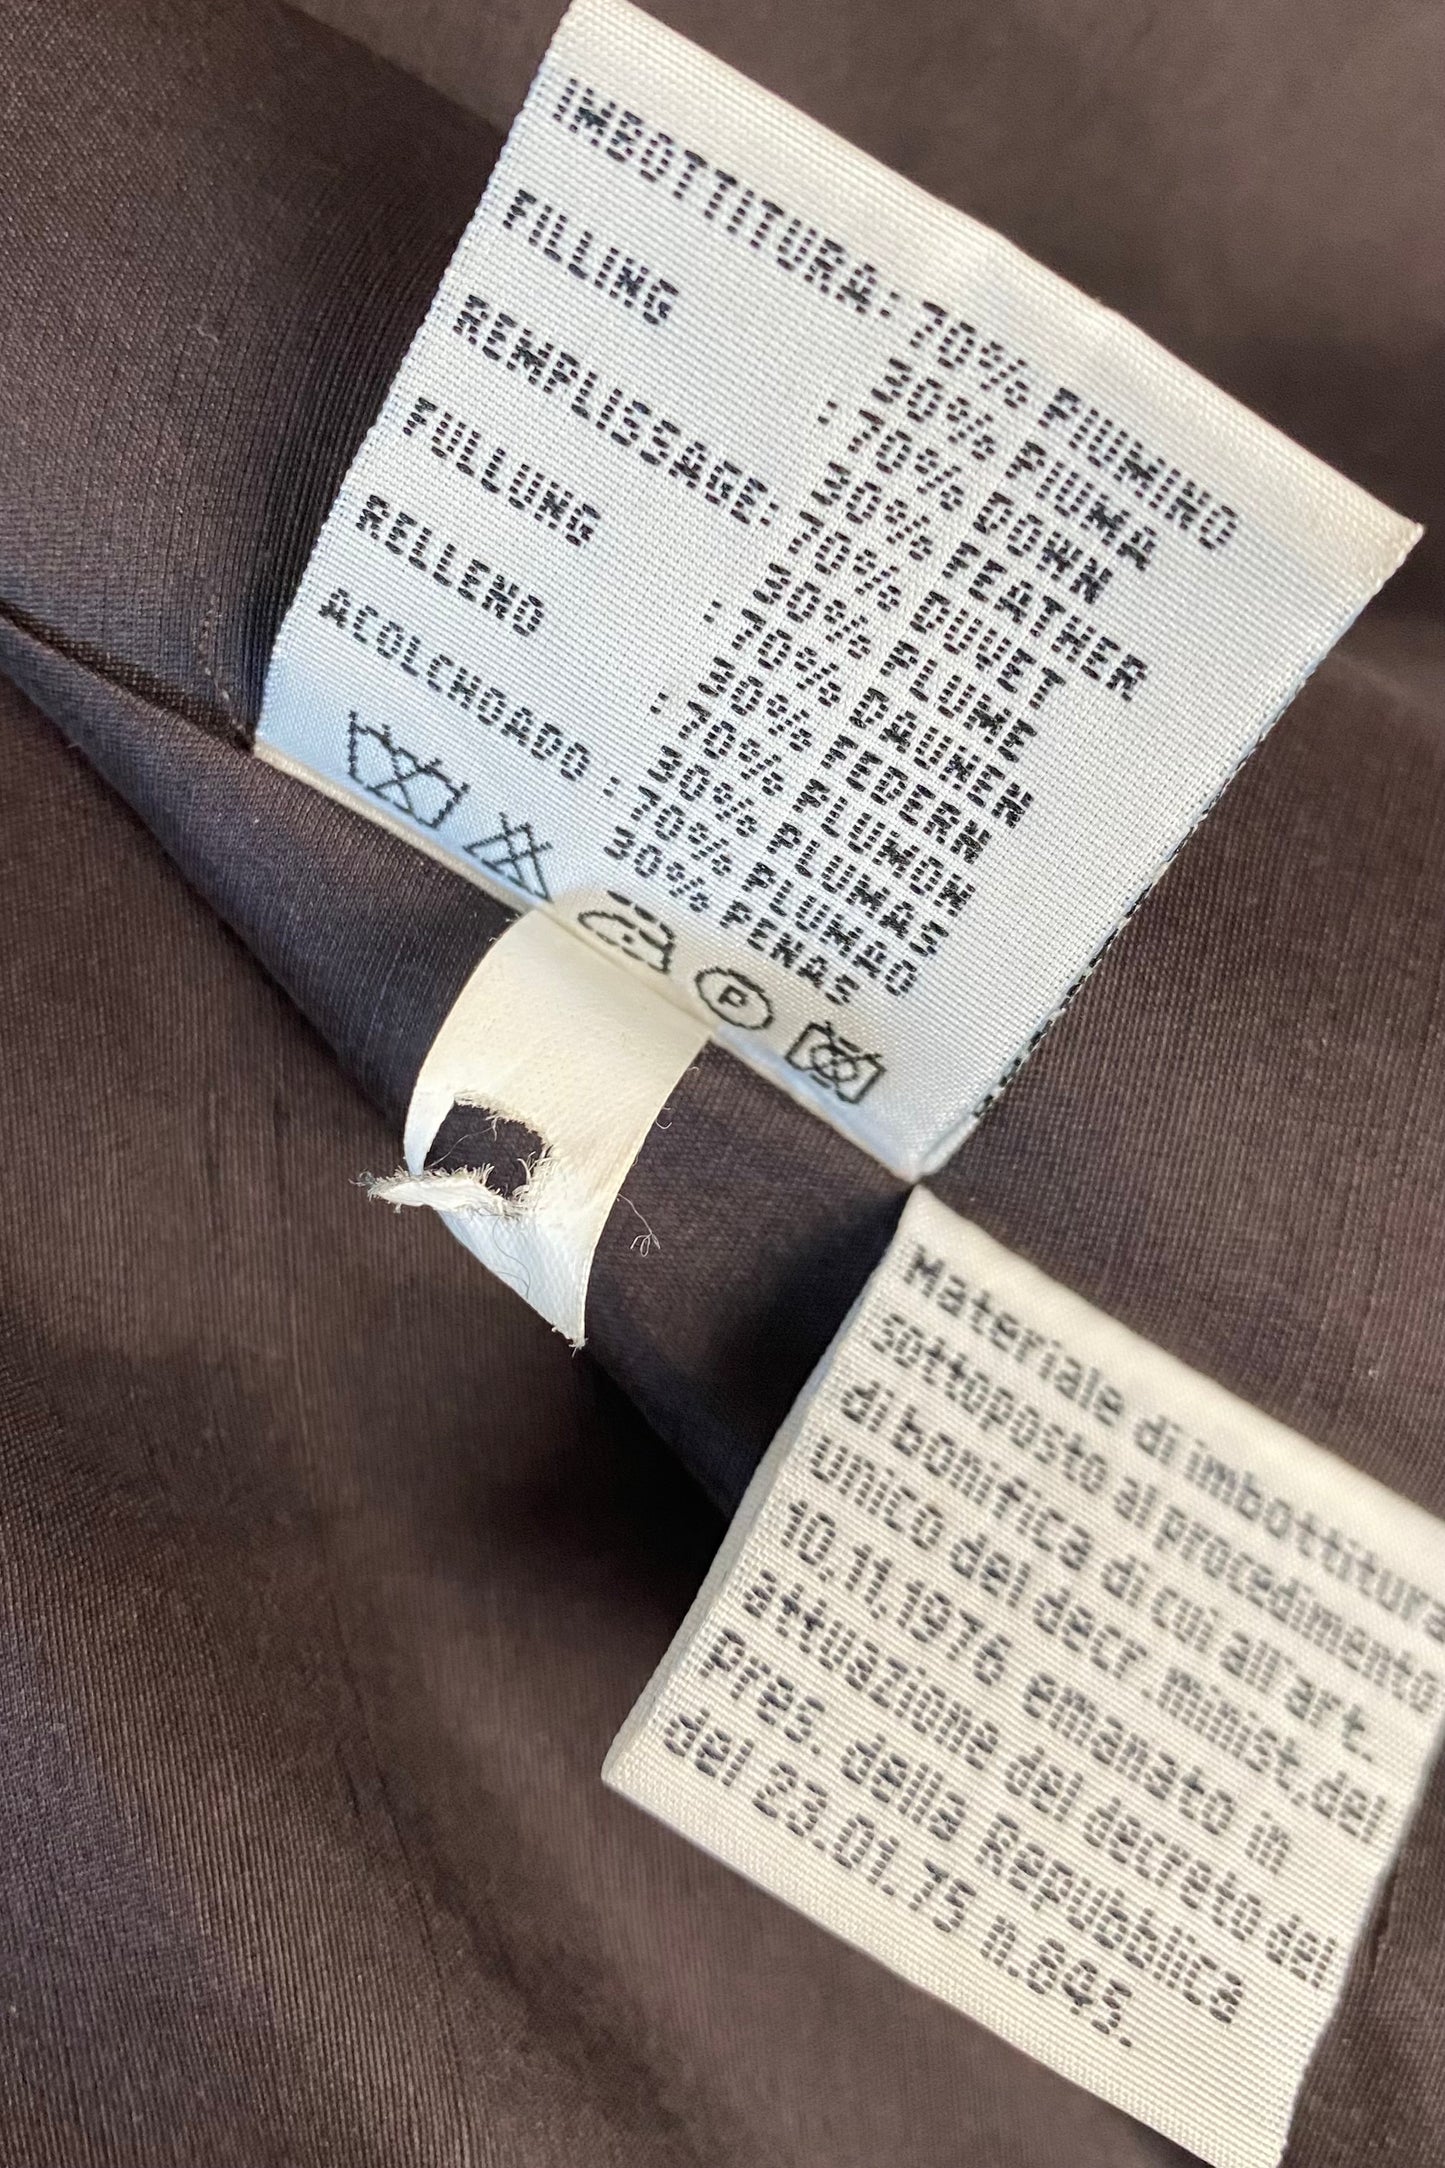 IMBOTTITURA: 70% PIUMINO
30% PIUMA
FILLING : 70% DOWN
30% FEATHER
REMPLISSAGE: 70% DUVET
30% PLUME
FULLUNG : 70% DAUNEN
30% FEDERN
RELLENO : 70% PLUMON
30% PLUMAS
ACOLCHOADO : 70% PLUMAO
30% PENAS
P
Materiale di imbottitura
sottoposto al procedimento
di bonifica di cui all'art.
unico del decr.minist.del
10.11.1976 emanato in
attuazione del decreto del
Pres. della Repubblica
del 23.01.75 n.845.